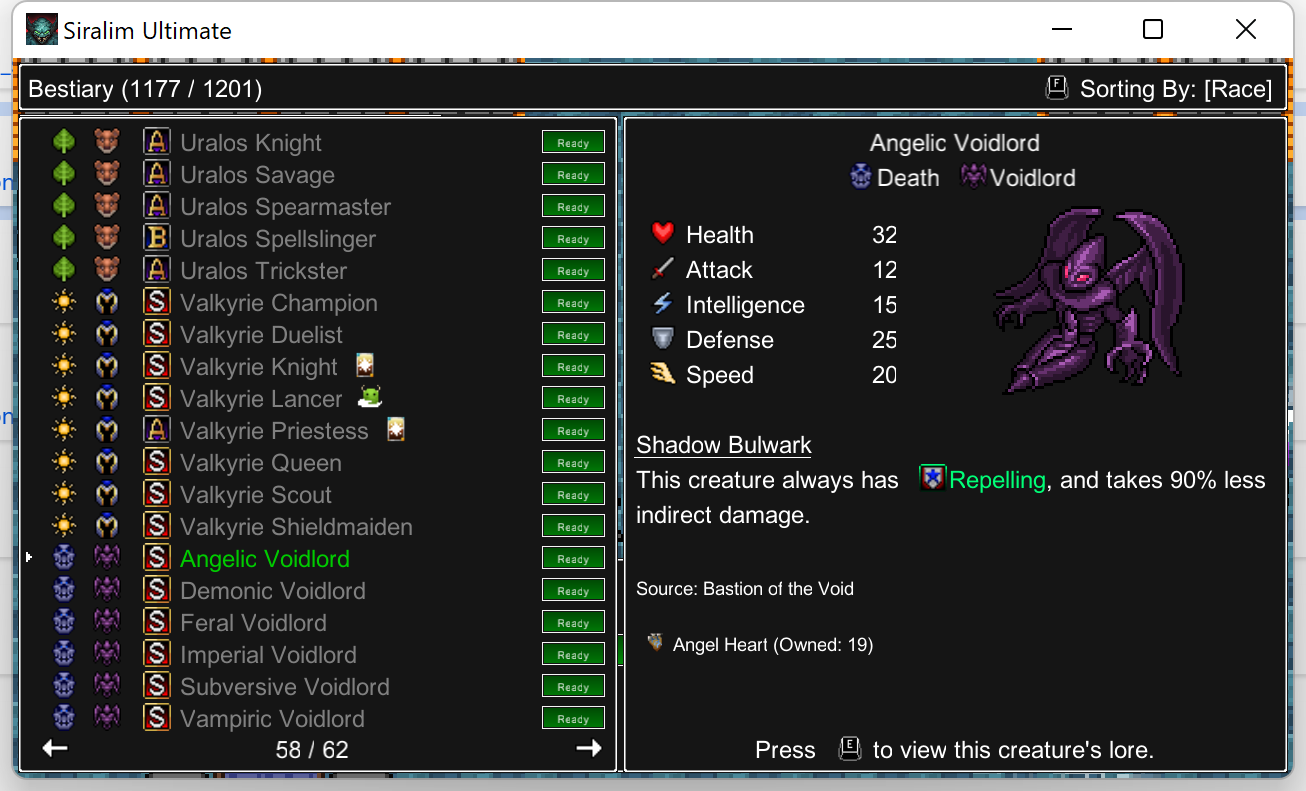 Siralim Ultimate
Bestiary (1177 / 1201)
F Sorting By: [Race]
A Uralos Knight Ready
A Uralos Savage Ready
A Uralos Spearmaster Ready
B Uralos Spellslinger Ready
A Uralos Trickster Ready
S Valkyrie Champion Ready
S Valkyrie Duelist Ready
S Valkyrie Knight Ready
S Valkyrie Lancer Ready
A Valkyrie Priestess Ready
S Valkyrie Queen Ready
S Valkyrie Scout Ready
S Valkyrie Shieldmaiden Ready
S Angelic Voidlord Ready
S Demonic Voidlord Ready
S Feral Voidlord Ready
S Imperial Voidlord Ready
S Subversive Voidlord Ready
S Vampiric Voidlord Ready
58 / 62
Angelic Voidlord
Death Voidlord
Health 32
Attack 12
Intelligence 15
Defense 25
Speed 20
Shadow Bulwark
This creature always has Repelling, and takes 90% less
indirect damage.
Source: Bastion of the Void
Angel Heart (Owned: 19)
Press E to view this creature's lore.